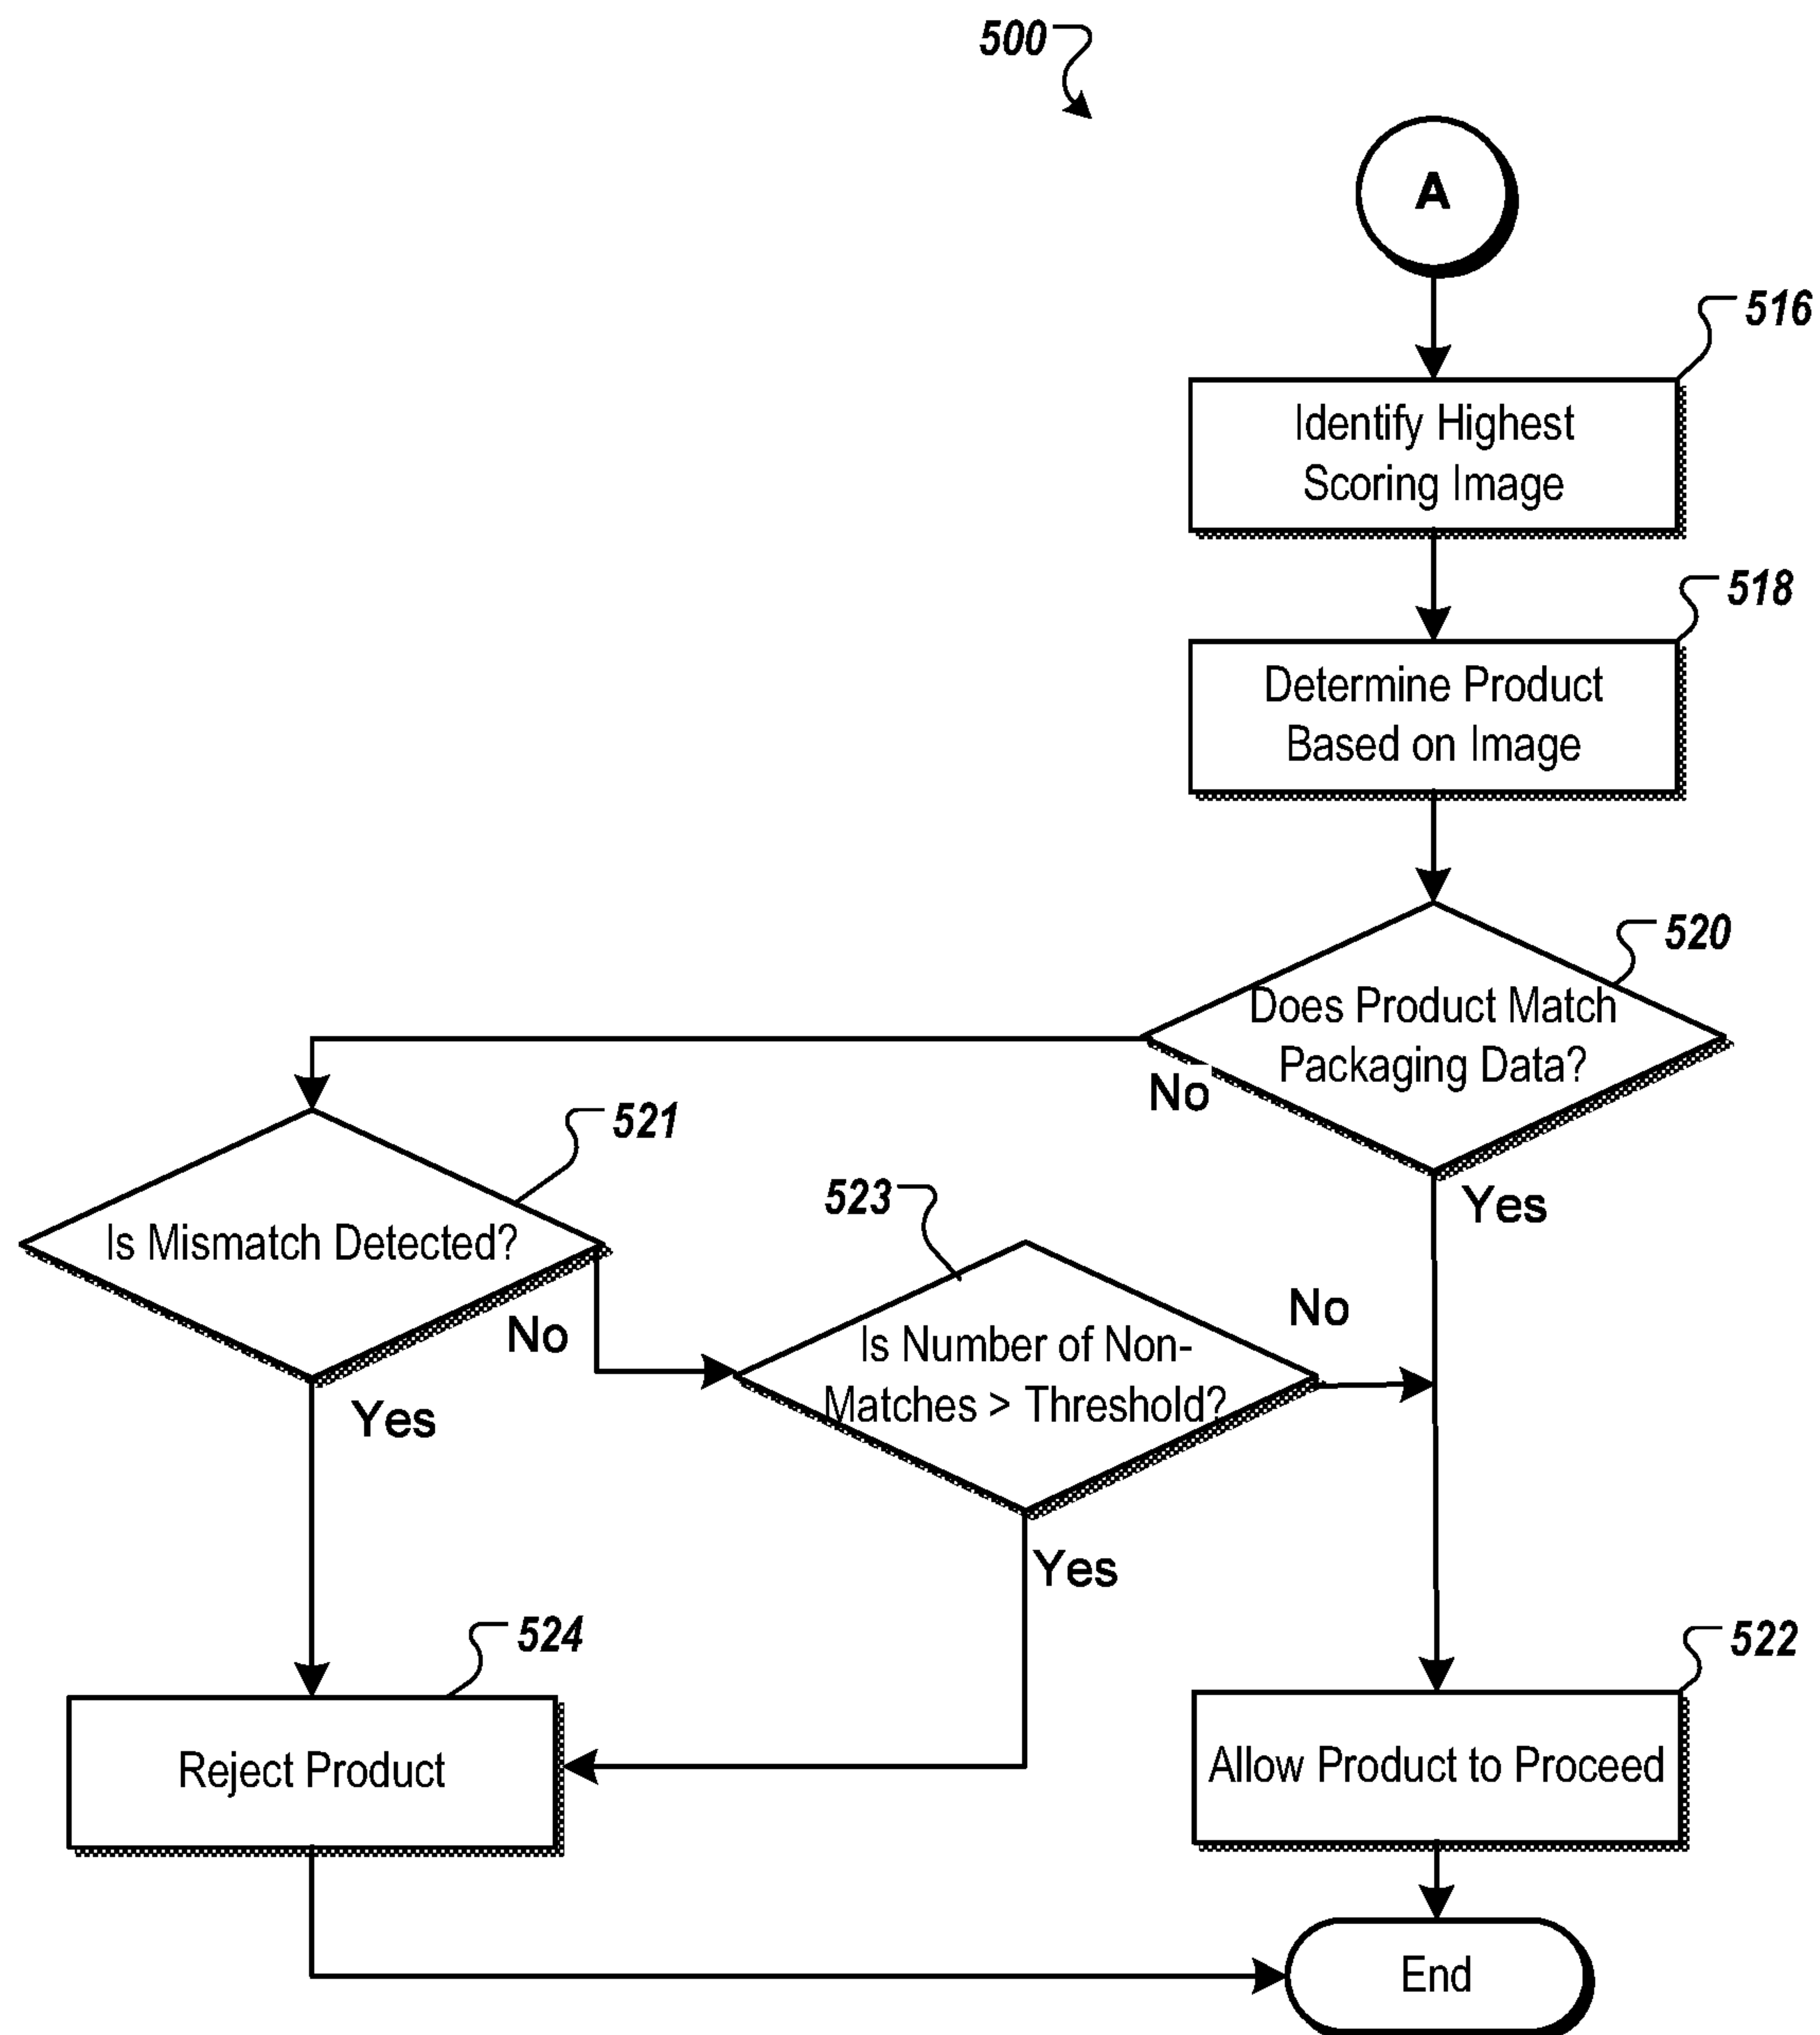 500
A
516
Identify Highest
Scoring Image
518
Determine Product
Based on Image
520
Does Product Match
Packaging Data?
No
Yes
521
Is Mismatch Detected?
No
Yes
523
Is Number of Non-
Matches > Threshold?
No
Yes
524
Reject Product
522
Allow Product to Proceed
End